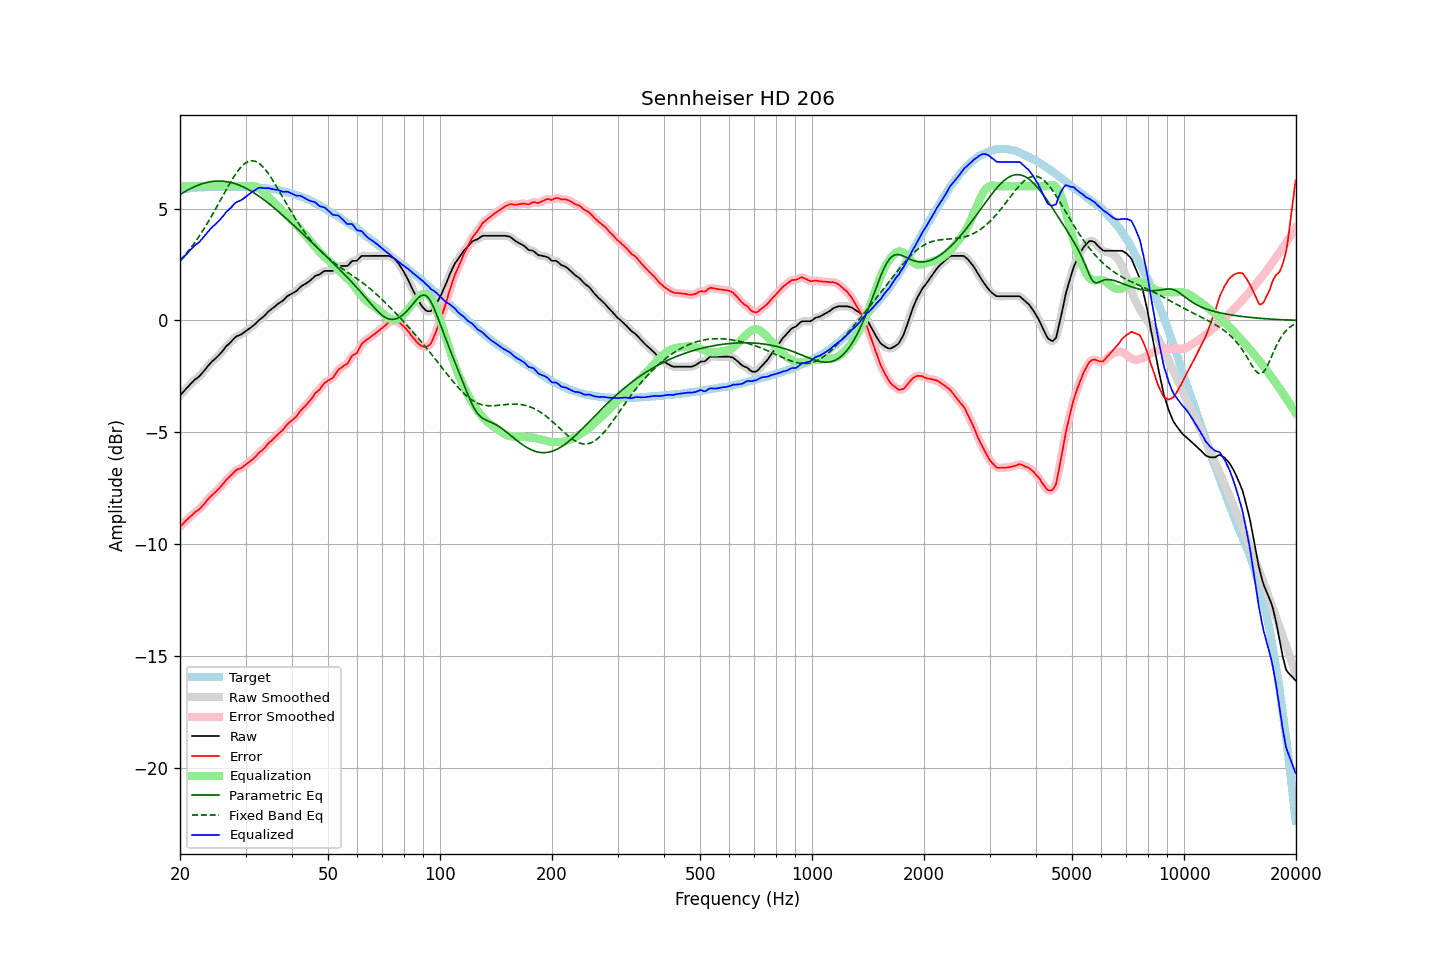 Sennheiser HD 206
Amplitude (dBr)
5
0
−5
−10
−15
−20
Target
Raw Smoothed
Error Smoothed
Raw
Error
Equalization
Parametric Eq
Fixed Band Eq
Equalized
20 50 100 200 500 1000 2000 5000 10000 20000
Frequency (Hz)